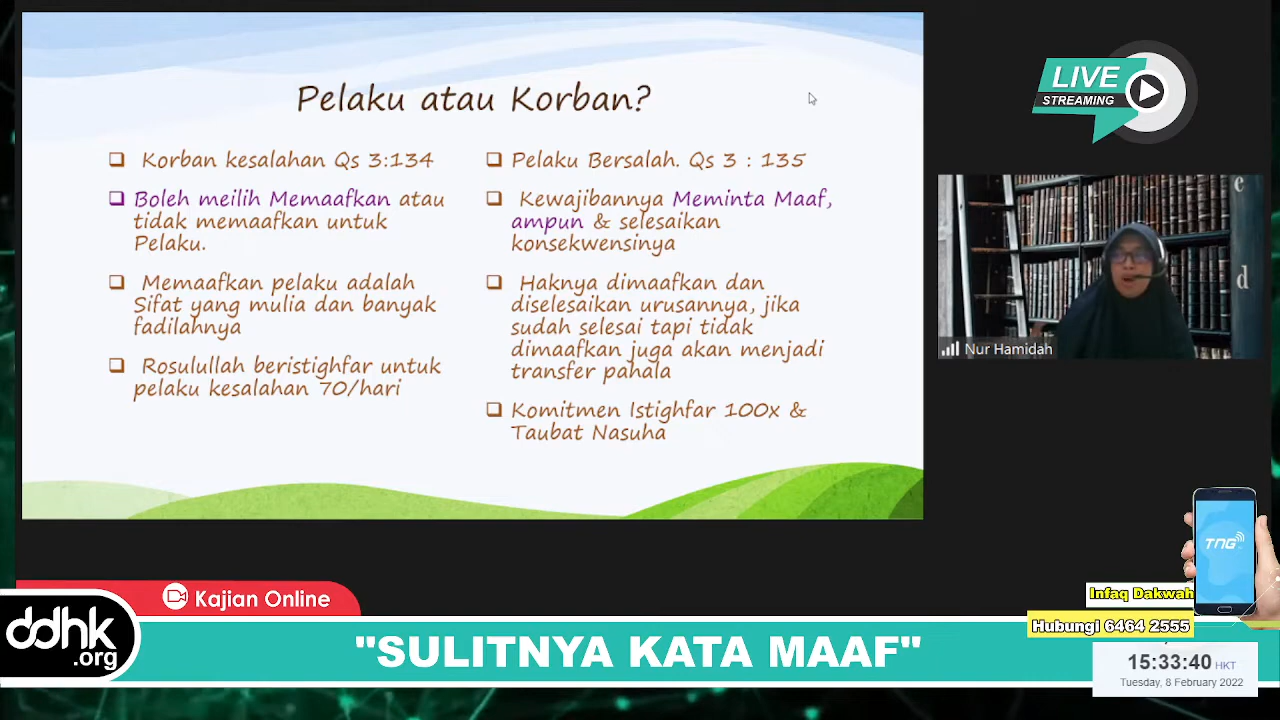 Pelaku atau Korban?
Korban kesalahan Qs 3:134
Boleh meilih Memaafkan atau
tidak memaafkan untuk
Pelaku.
Memaafkan pelaku adalah
Sifat yang mulia dan banyak
fadilahnya
Rosulullah beristighfar untuk
pelaku kesalahan 70/hari
Pelaku Bersalah. Qs 3 : 135
Kewajibannya Meminta Maaf,
ampun & selesaikan
konsekwensinya
Haknya dimaafkan dan
diselesaikan urusannya, jika
sudah selesai tapi tidak
dimaafkan juga akan menjadi
transfer pahala
Komitmen Istighfar 100x &
Taubat Nasuha
LIVE
STREAMING
e
d
Nur Hamidah
TNG
Kajian Online
Infaq Dakwah
Hubungi 6464 2555
ddhk
.org
"SULITNYA KATA MAAF"
15:33:40 HKT
Tuesday, 8 February 2022